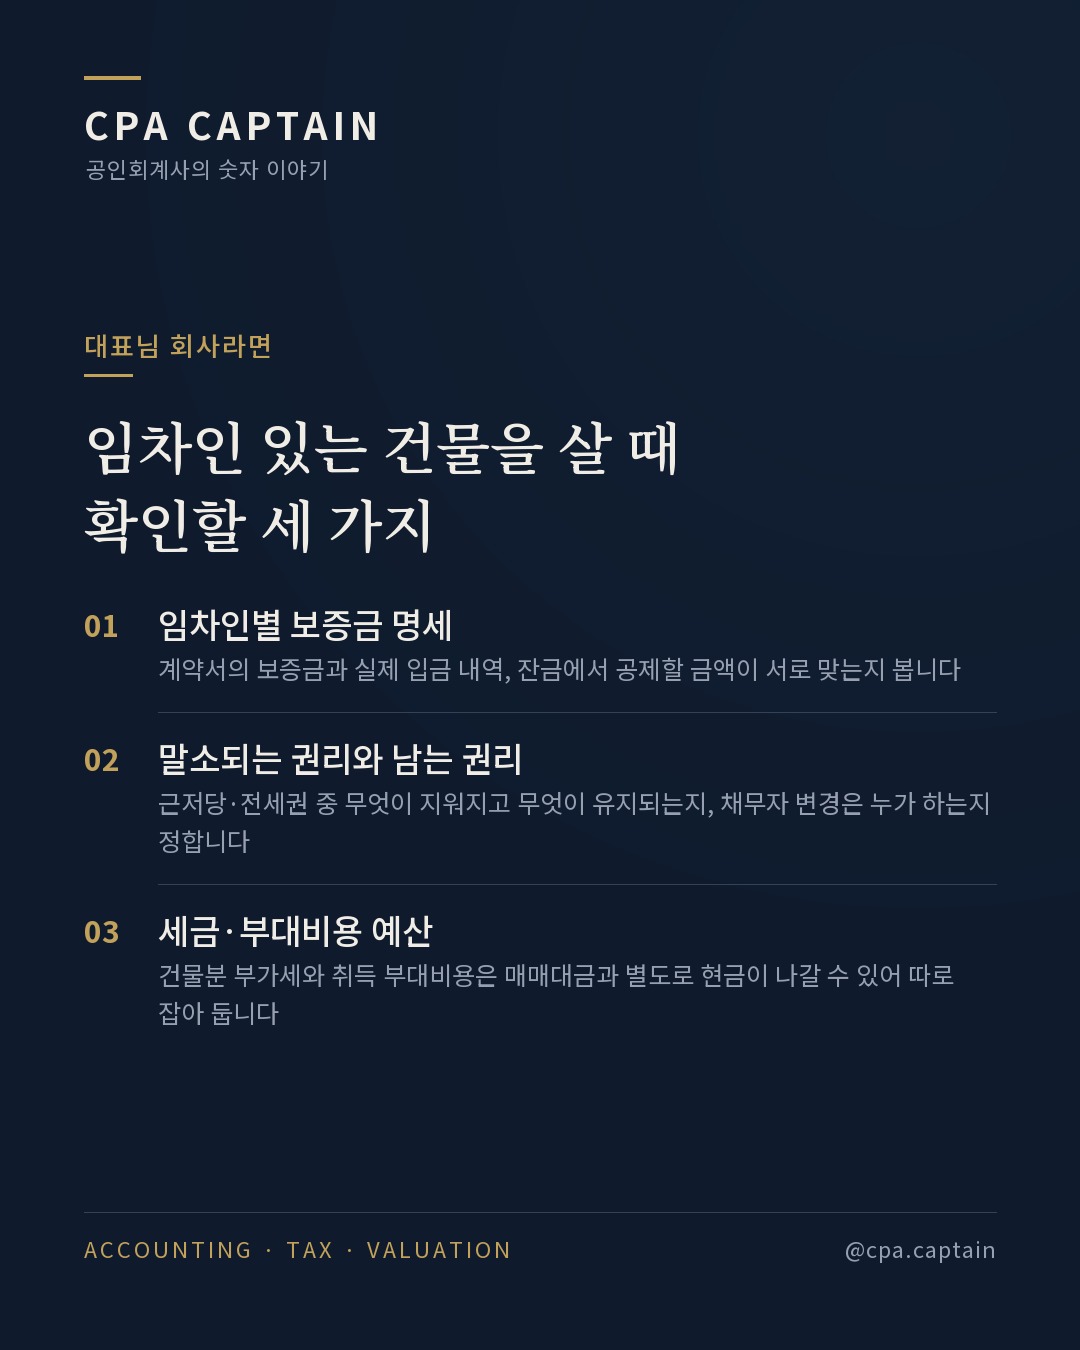 CPA CAPTAIN
공인회계사의 숫자 이야기
대표님 회사라면
임차인 있는 건물을 살 때
확인할 세 가지
01 임차인별 보증금 명세
계약서의 보증금과 실제 입금 내역, 잔금에서 공제할 금액이 서로 맞는지 봅니다
02 말소되는 권리와 남는 권리
근저당·전세권 중 무엇이 지워지고 무엇이 유지되는지, 채무자 변경은 누가 하는지
정합니다
03 세금·부대비용 예산
건물분 부가세와 취득 부대비용은 매매대금과 별도로 현금이 나갈 수 있어 따로
잡아 둡니다
ACCOUNTING · TAX · VALUATION
@cpa.captain